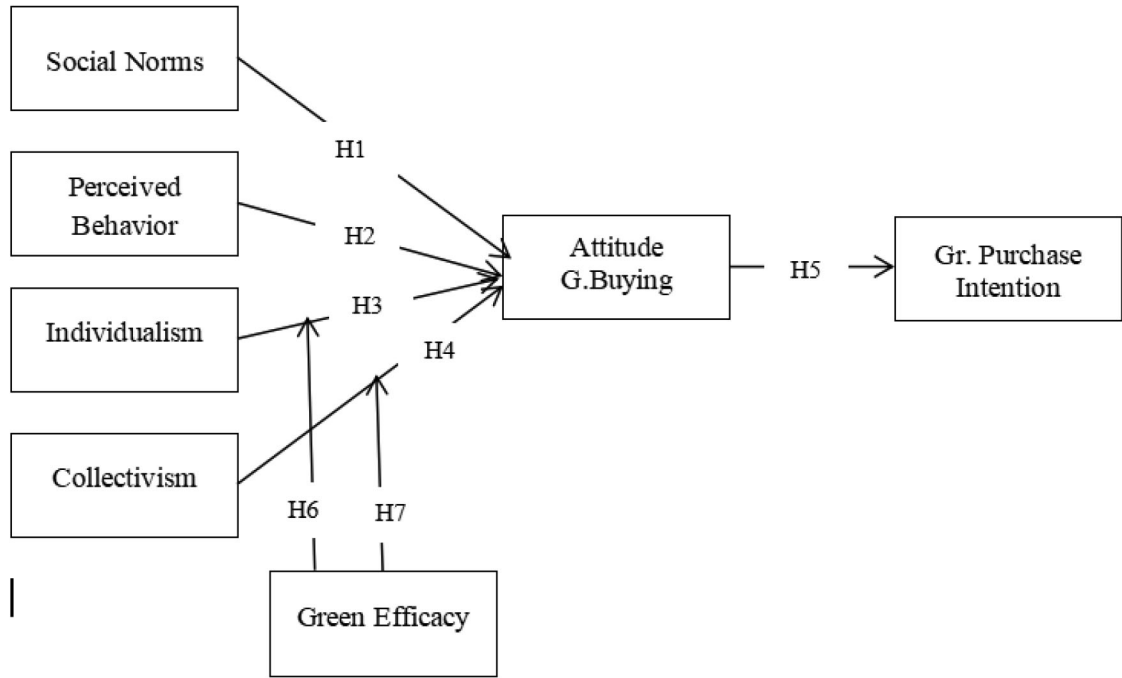 Social Norms
H1
Perceived
Behavior
H2
Attitude
G.Buying
H5
Gr. Purchase
Intention
Individualism
H3
H4
Collectivism
H6
H7
Green Efficacy